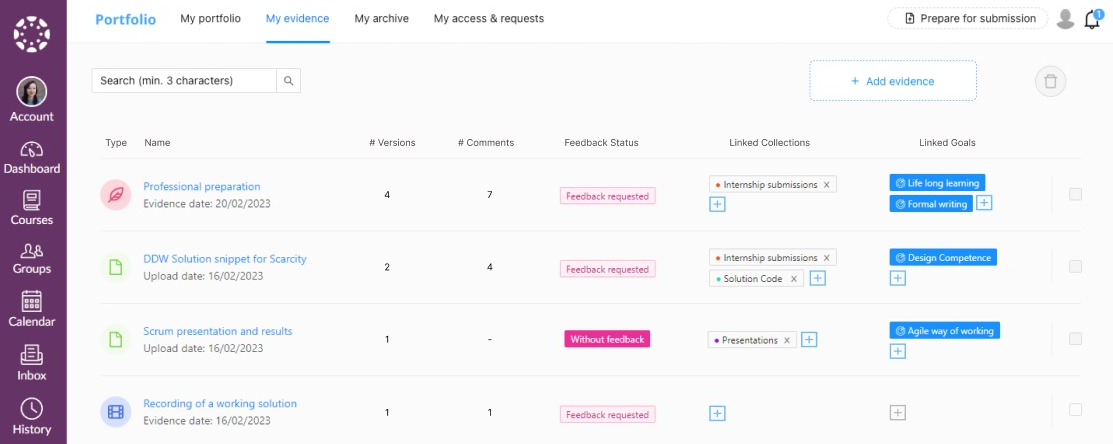 Portfolio My portfolio My evidence My archive My access & requests Prepare for submission 1
Search (min. 3 characters) + Add evidence
Account
Dashboard
Courses
Groups
Calendar
Inbox
History
Type Name # Versions # Comments Feedback Status Linked Collections Linked Goals
Professional preparation
Evidence date: 20/02/2023
4 7 Feedback requested
Internship submissions x
Life long learning
Formal writing
DDW Solution snippet for Scarcity
Upload date: 16/02/2023
2 4 Feedback requested
Internship submissions x
Solution Code x
Design Competence
Scrum presentation and results
Upload date: 16/02/2023
1 - Without feedback
Presentations x
Agile way of working
Recording of a working solution
Evidence date: 16/02/2023
1 1 Feedback requested